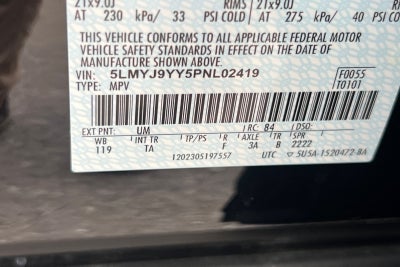 21x9.0J RIMS 21x9.0J
AT 230 kPa/ 33 PSI COLD AT 275 kPa/ 40 PSI COLD
THIS VEHICLE CONFORMS TO ALL APPLICABLE FEDERAL MOTOR
VEHICLE SAFETY STANDARDS IN EFFECT ON THE DATE OF
MANUFACTURE SHOWN ABOVE.
VIN: 5LMYJ9YY5PNL02419 F0055
TYPE: MPV T0101
EXT PNT: UM RC: 84 DSO:
WB INT TR TP/PS R AXLE TR SPR
119 TA F 3A B 2222
1202305197557 UTC 5U5A-1520472-BA